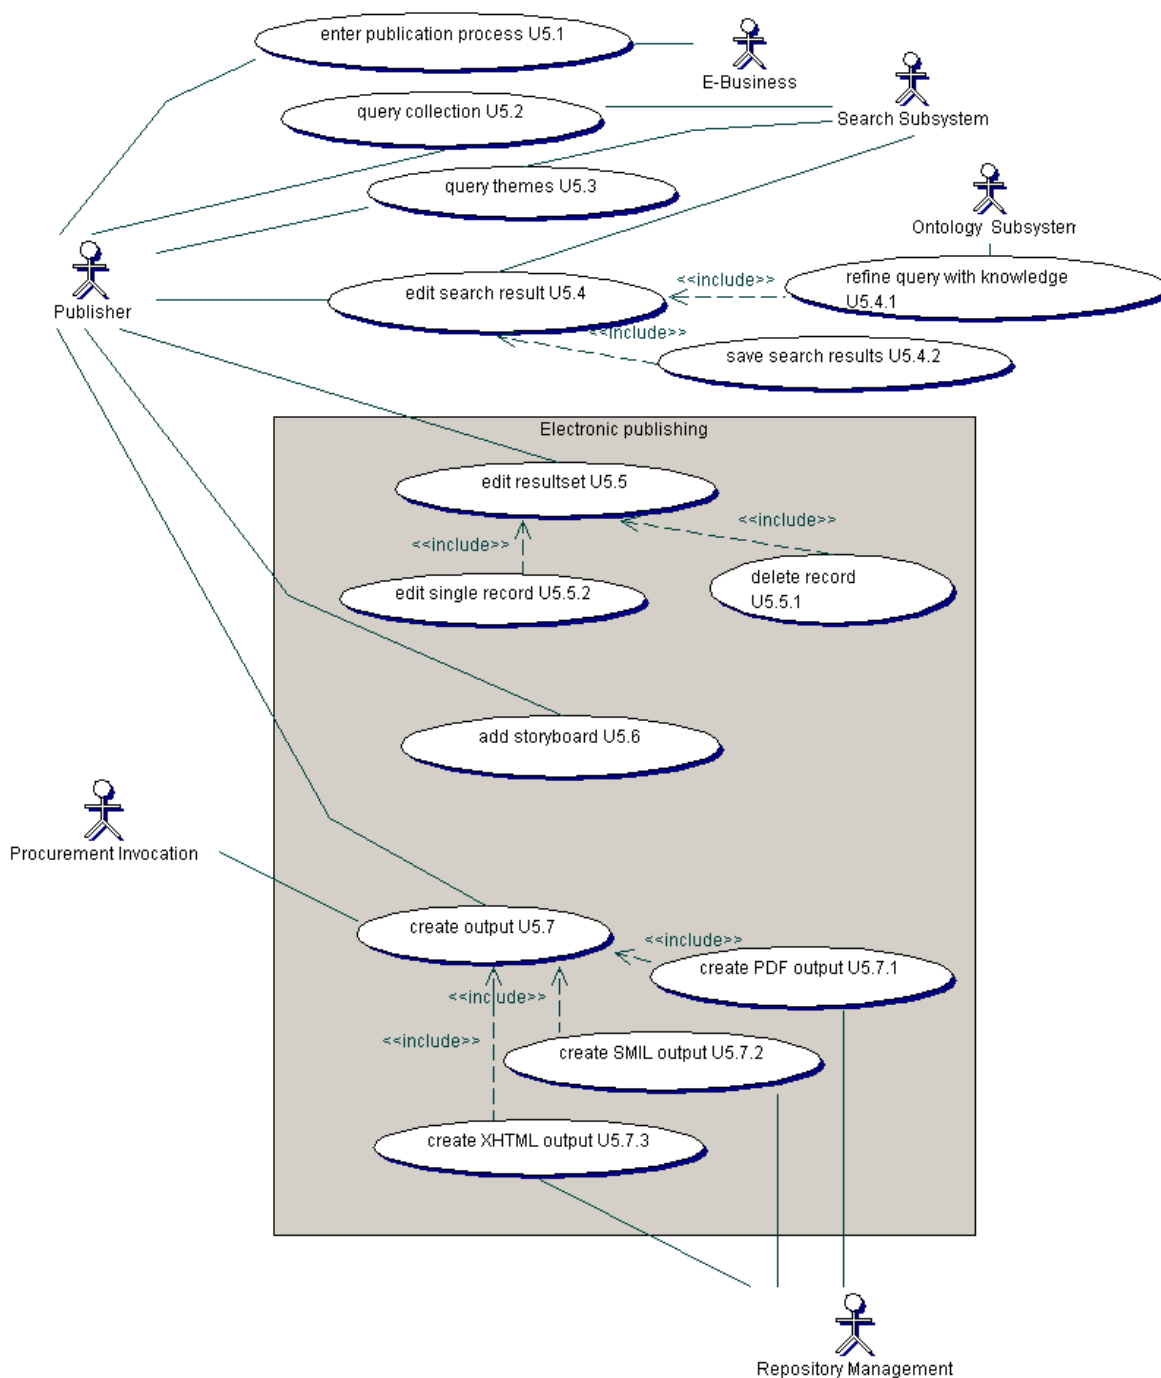 enter publication process U5.1
E-Business
query collection U5.2
Search Subsystem
query themes U5.3
Ontology Subsystem
Publisher
edit search result U5.4
<<include>>
refine query with knowledge
U5.4.1
<<include>>
save search results U5.4.2
Electronic publishing
edit resultset U5.5
<<include>>
<<include>>
edit single record U5.5.2
delete record
U5.5.1
add storyboard U5.6
Procurement Invocation
create output U5.7
<<include>>
create PDF output U5.7.1
<<include>>
<<include>>
create SMIL output U5.7.2
create XHTML output U5.7.3
Repository Management